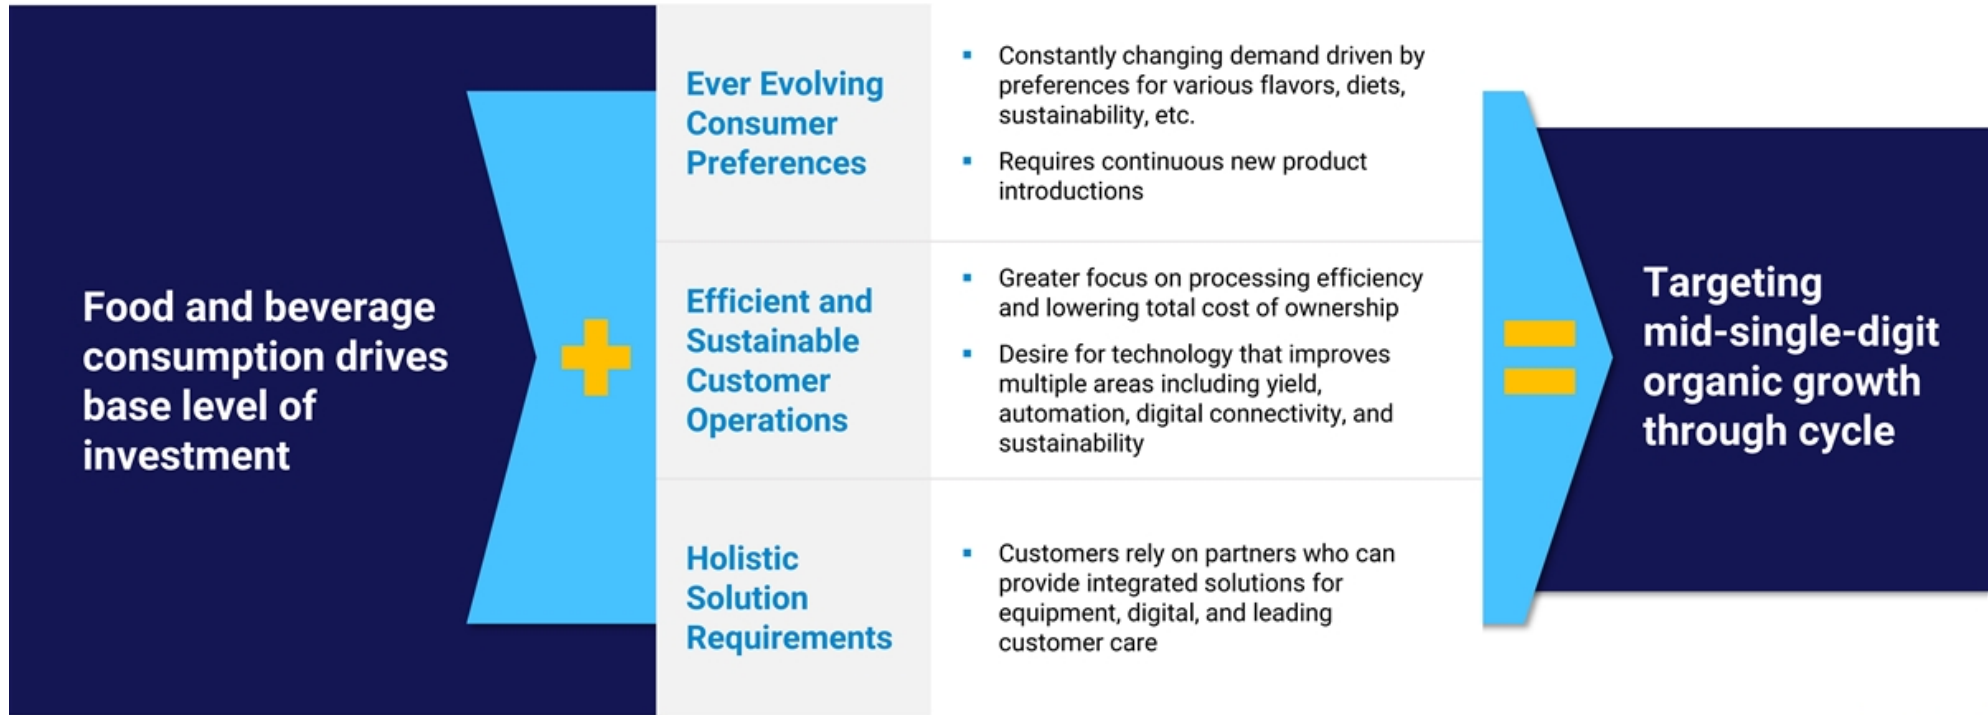 Food and beverage
consumption drives
base level of
investment
Ever Evolving
Consumer
Preferences
Constantly changing demand driven by
preferences for various flavors, diets,
sustainability, etc.
Requires continuous new product
introductions
Efficient and
Sustainable
Customer
Operations
Greater focus on processing efficiency
and lowering total cost of ownership
Desire for technology that improves
multiple areas including yield,
automation, digital connectivity, and
sustainability
Holistic
Solution
Requirements
Customers rely on partners who can
provide integrated solutions for
equipment, digital, and leading
customer care
Targeting
mid-single-digit
organic growth
through cycle